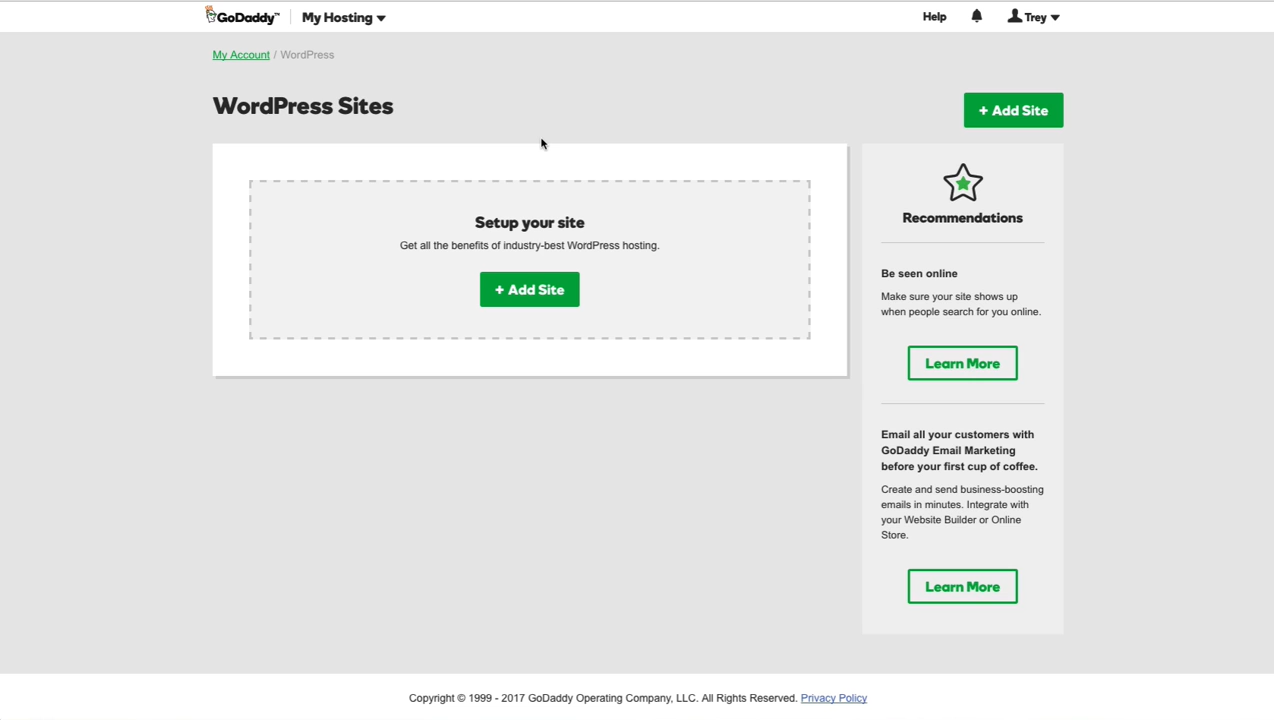 GoDaddy™ My Hosting Help Trey
My Account / WordPress
WordPress Sites
+ Add Site
Setup your site
Get all the benefits of industry-best WordPress hosting.
+ Add Site
Recommendations
Be seen online
Make sure your site shows up
when people search for you online.
Learn More
Email all your customers with
GoDaddy Email Marketing
before your first cup of coffee.
Create and send business-boosting
emails in minutes. Integrate with
your Website Builder or Online
Store.
Learn More
Copyright © 1999 - 2017 GoDaddy Operating Company, LLC. All Rights Reserved. Privacy Policy